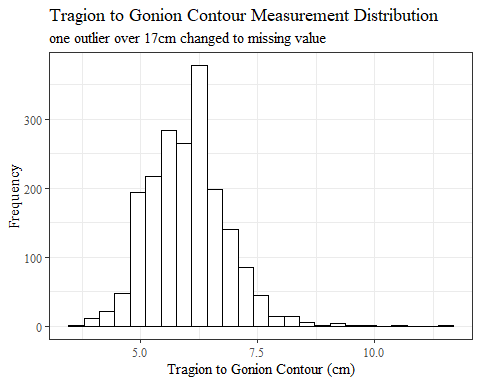 Tragion to Gonion Contour Measurement Distribution
one outlier over 17cm changed to missing value
Frequency
300
200
100
0
5.0 7.5 10.0
Tragion to Gonion Contour (cm)